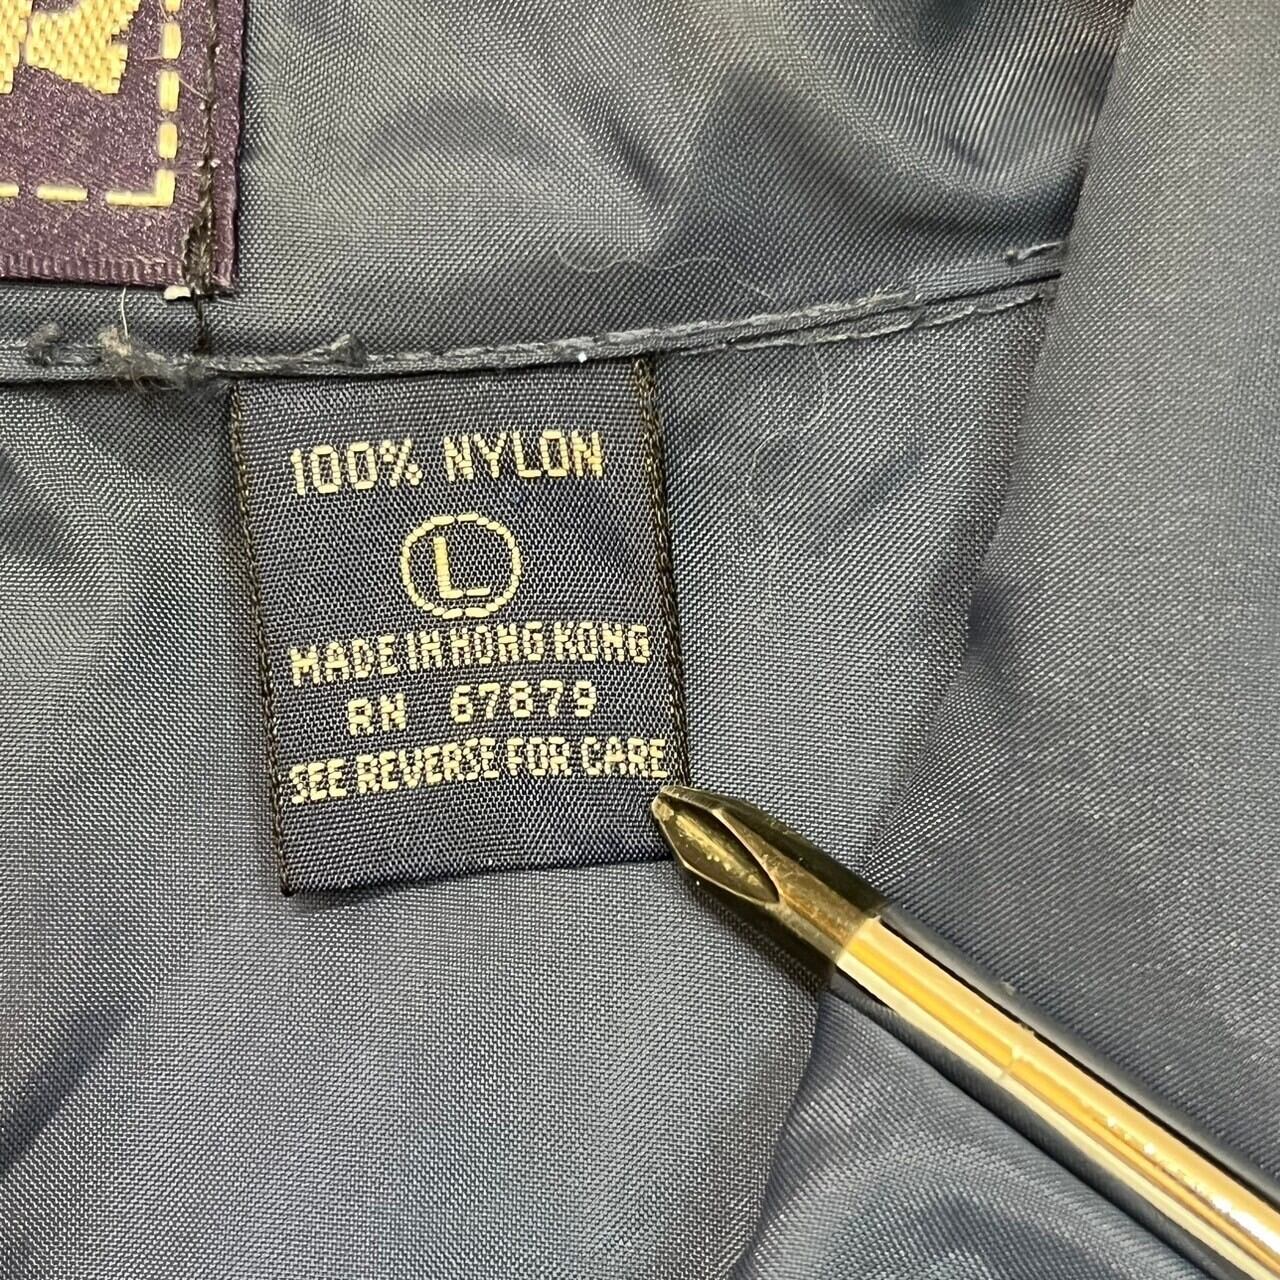 100% NYLON
L
MADE IN HONG KONG
RN 67879
SEE REVERSE FOR CARE